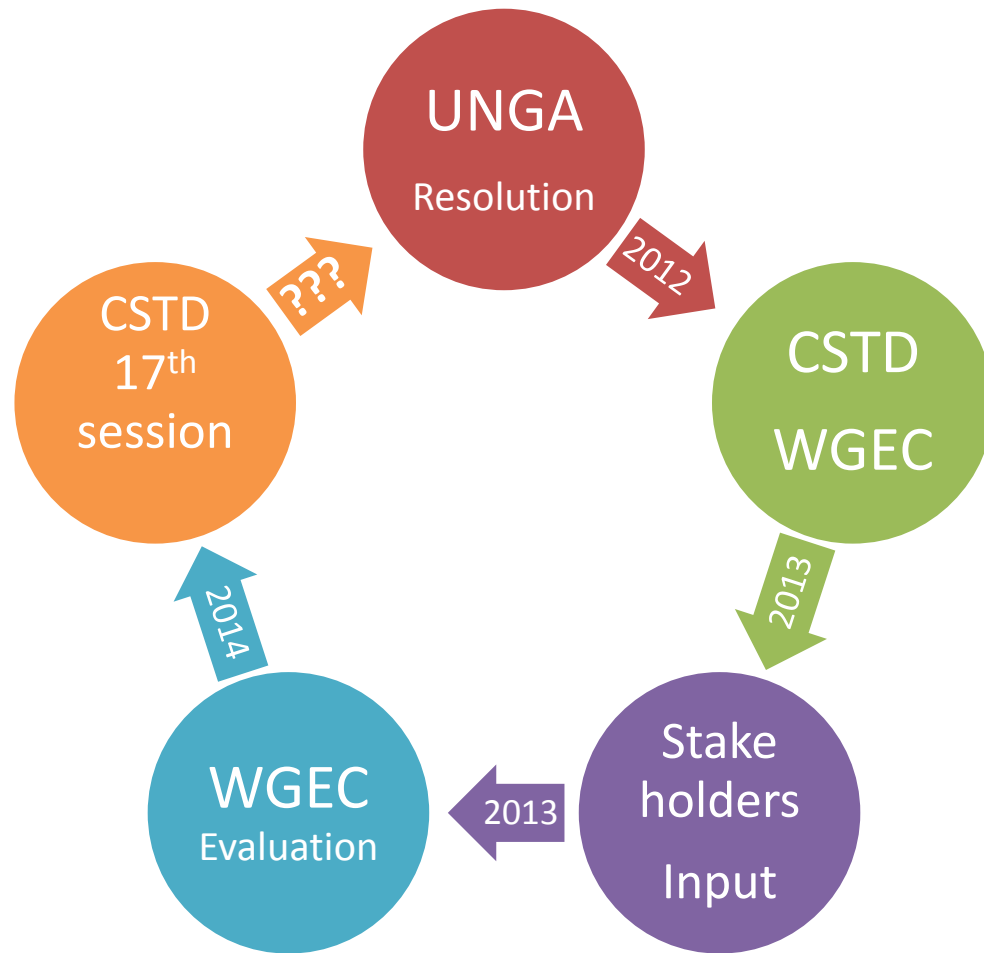 UNGA
Resolution
2012
CSTD
WGEC
2013
Stake
holders
Input
2013
WGEC
Evaluation
2014
CSTD
17th
session
???